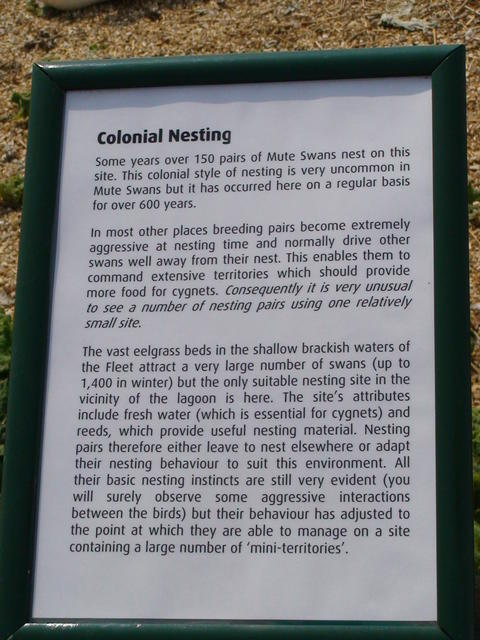 Colonial Nesting
Some years over 150 pairs of Mute Swans nest on this
site. This colonial style of nesting is very uncommon in
Mute Swans but it has occurred here on a regular basis
for over 600 years.
In most other places breeding pairs become extremely
aggressive at nesting time and normally drive other
swans well away from their nest. This enables them to
command extensive territories which should provide
more food for cygnets. Consequently it is very unusual
to see a number of nesting pairs using one relatively
small site.
The vast eelgrass beds in the shallow brackish waters of
the Fleet attract a very large number of swans (up to
1,400 in winter) but the only suitable nesting site in the
vicinity of the lagoon is here. The site's attributes
include fresh water (which is essential for cygnets) and
reeds, which provide useful nesting material. Nesting
pairs therefore either leave to nest elsewhere or adapt
their nesting behaviour to suit this environment. All
their basic nesting instincts are still very evident (you
will surely observe some aggressive interactions
between the birds) but their behaviour has adjusted to
the point at which they are able to manage on a site
containing a large number of 'mini-territories'.